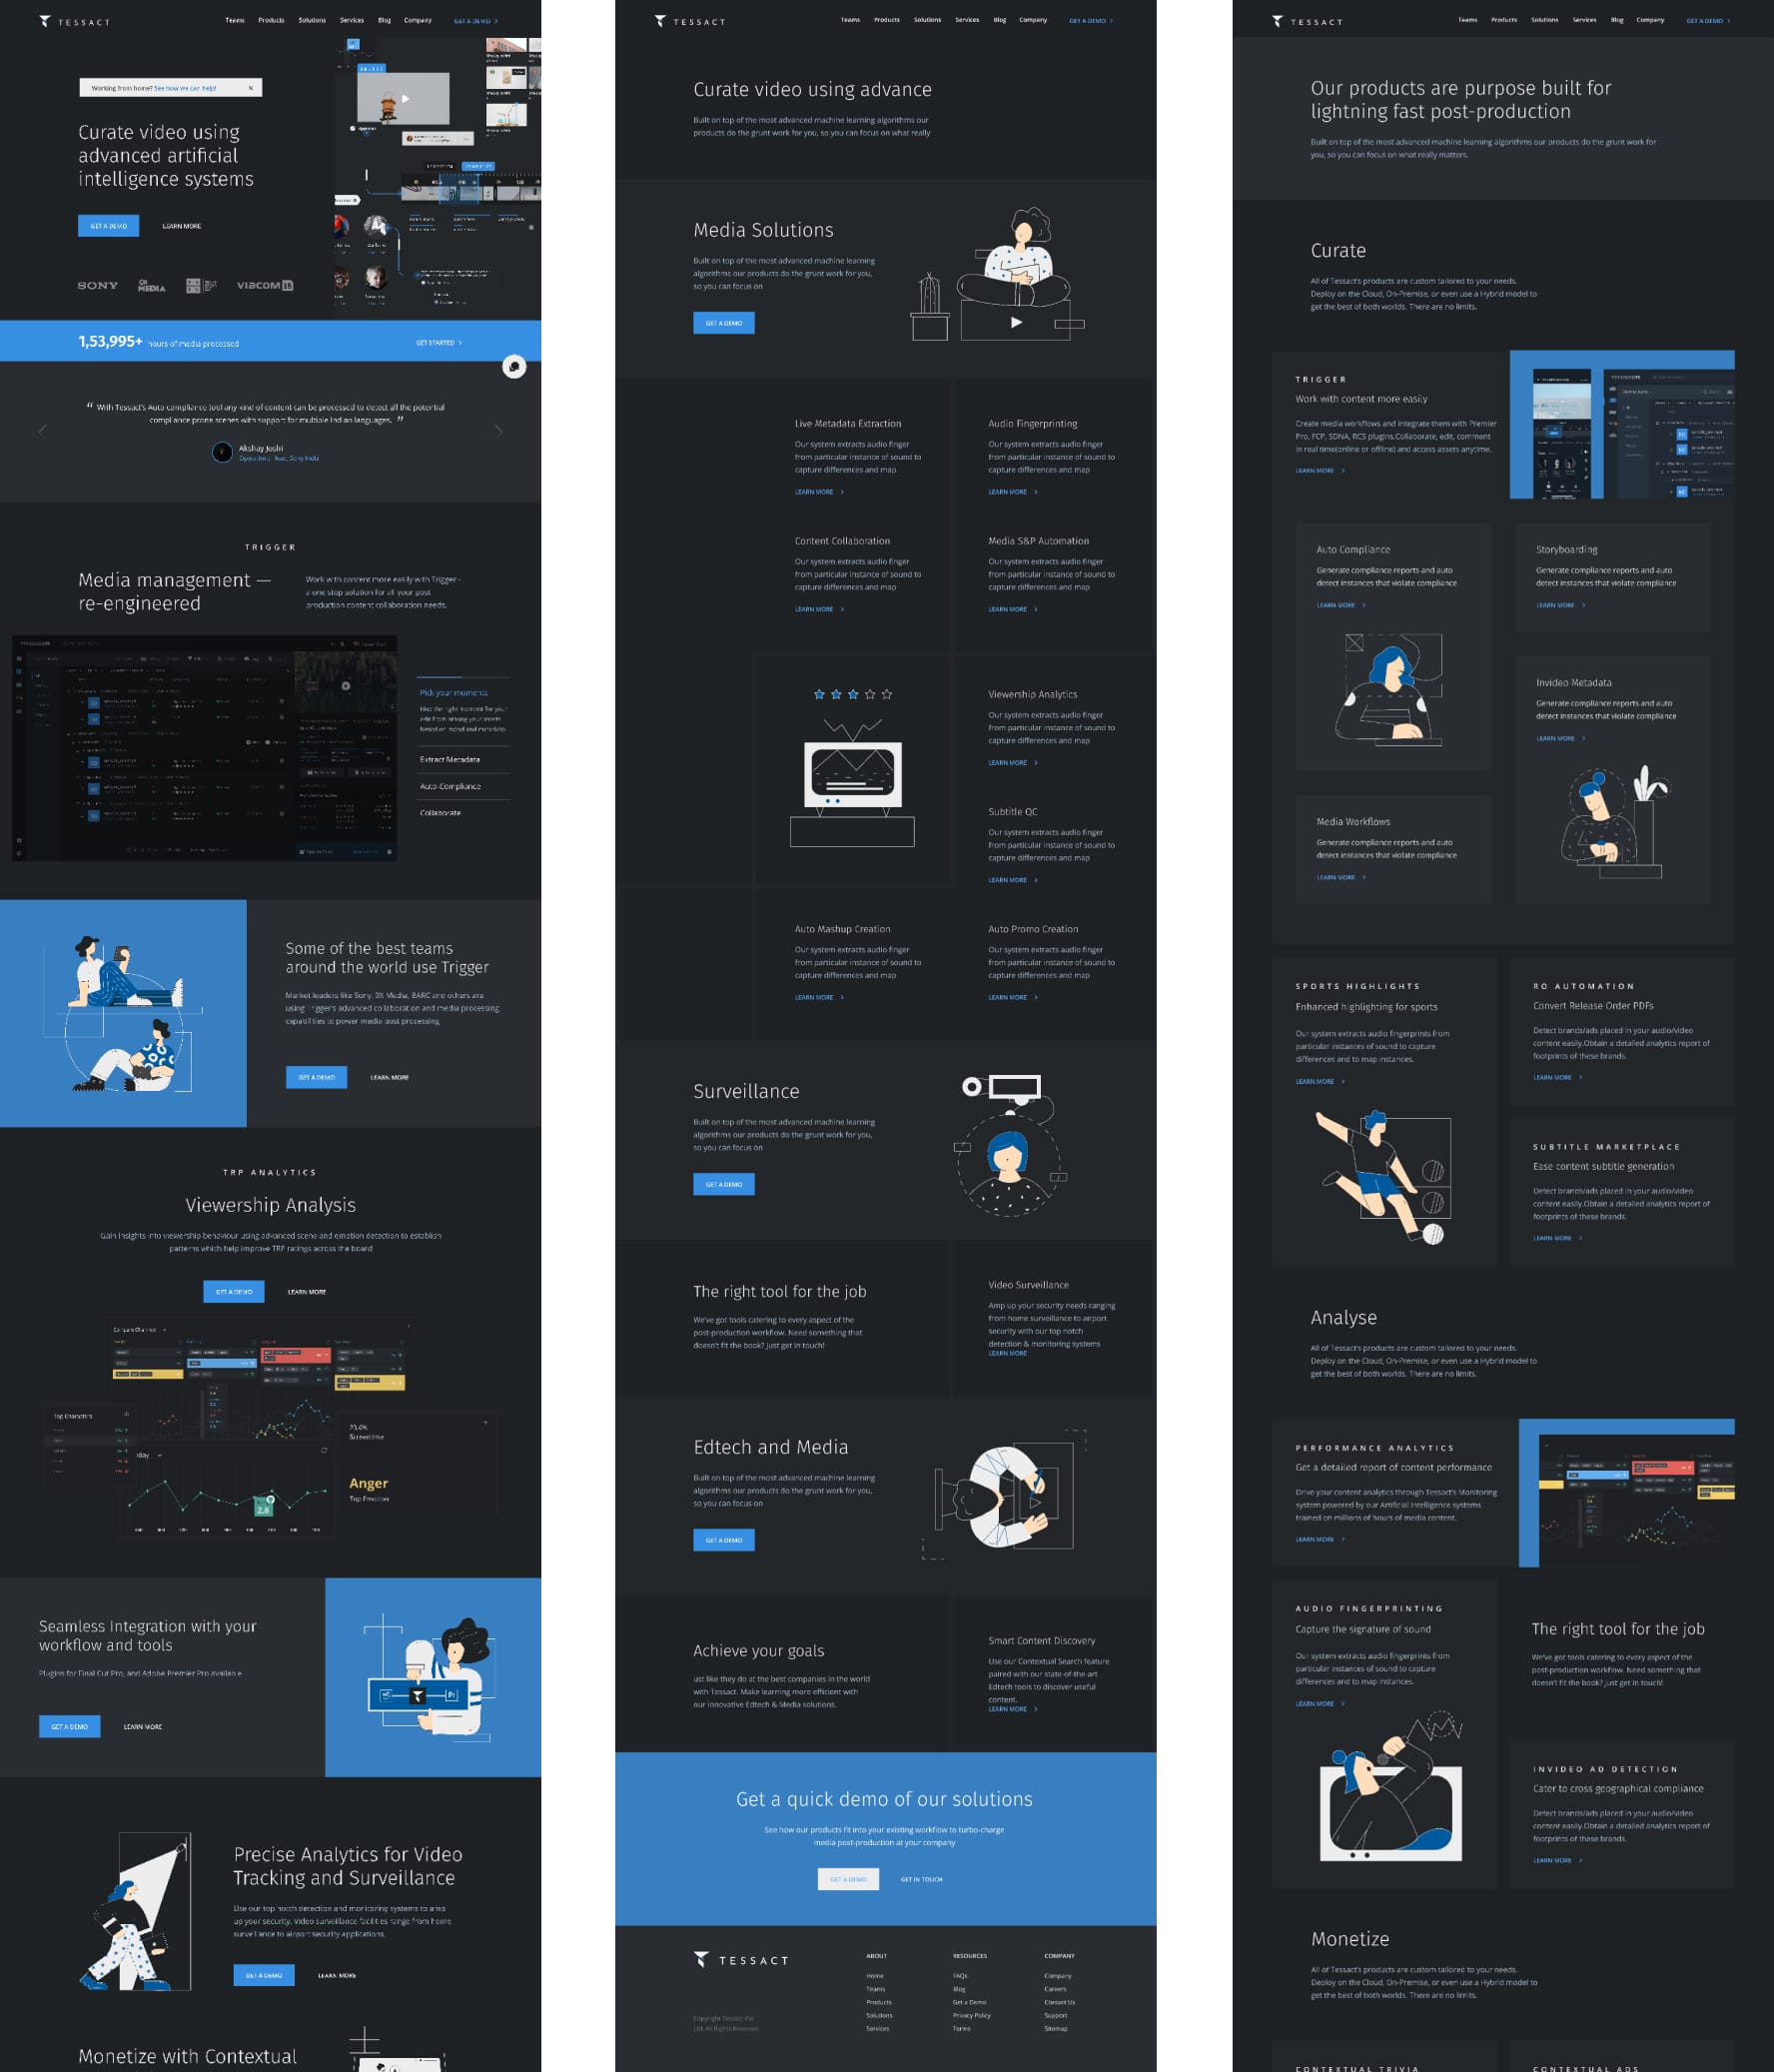 TESSACT
Teams Products Solutions Services Blog Company GET A DEMO
Working from home? See how we can help!
Curate video using
advanced artificial
intelligence systems
GET A DEMO LEARN MORE
SONY
MEDIA
VIACOM 18
1,53,995+ hours of media processed
GET STARTED
“ With Tessact's Auto compliance tool any kind of content can be processed to detect all the potential
compliance prone scenes with support for multiple Indian languages. ”
Akshay Joshi
TRIGGER
Media management —
re-engineered
Work with content more easily with Trigger -
a one stop solution for all your post
production content collaboration needs.
Pick your moments
Extract Metadata
Auto-Compliance
Collaborate
Some of the best teams
around the world use Trigger
Market leaders like Sony, 9X Media, BARC and others are
using Trigger's advanced collaboration and media processing
capabilities to power media post processing
GET A DEMO LEARN MORE
TRP ANALYTICS
Viewership Analysis
Gain insights into viewership behaviour using advanced scene and emotion detection to establish
patterns which help improve TRP ratings across the board
GET A DEMO LEARN MORE
Compare Channels
Top Characters
Screentime
Anger
Top Emotion
2.8
Seamless Integration with your
workflow and tools
Plugins for Final Cut Pro, and Adobe Premier Pro available
GET A DEMO LEARN MORE
Pr
Precise Analytics for Video
Tracking and Surveillance
Use our top notch detection and monitoring systems to amp
up your security. Video surveillance facilities range from home
surveillance to airport security applications.
GET A DEMO LEARN MORE
Monetize with Contextual
TESSACT
Teams Products Solutions Services Blog Company GET A DEMO
Curate video using advance
Built on top of the most advanced machine learning algorithms our
products do the grunt work for you, so you can focus on what really
Media Solutions
Built on top of the most advanced machine learning
algorithms our products do the grunt work for you,
so you can focus on
GET A DEMO
Live Metadata Extraction
Our system extracts audio finger
from particular instance of sound to
capture differences and map
LEARN MORE
Audio Fingerprinting
Our system extracts audio finger
from particular instance of sound to
capture differences and map
LEARN MORE
Content Collaboration
Our system extracts audio finger
from particular instance of sound to
capture differences and map
LEARN MORE
Media S&P Automation
Our system extracts audio finger
from particular instance of sound to
capture differences and map
LEARN MORE
Viewership Analytics
Our system extracts audio finger
from particular instance of sound to
capture differences and map
LEARN MORE
Subtitle QC
Our system extracts audio finger
from particular instance of sound to
capture differences and map
LEARN MORE
Auto Mashup Creation
Our system extracts audio finger
from particular instance of sound to
capture differences and map
LEARN MORE
Auto Promo Creation
Our system extracts audio finger
from particular instance of sound to
capture differences and map
LEARN MORE
Surveillance
Built on top of the most advanced machine learning
algorithms our products do the grunt work for you,
so you can focus on
GET A DEMO
The right tool for the job
We've got tools catering to every aspect of the
post-production workflow. Need something that
doesn't fit the book? Just get in touch!
Video Surveillance
Amp up your security needs ranging
from home surveillance to airport
security with our top notch
detection & monitoring systems
LEARN MORE
Edtech and Media
Built on top of the most advanced machine learning
algorithms our products do the grunt work for you,
so you can focus on
GET A DEMO
Achieve your goals
ust like they do at the best companies in the world
with Tessact. Make learning more efficient with
our innovative Edtech & Media solutions.
Smart Content Discovery
Use our Contextual Search feature
paired with our state-of-the-art
Edtech tools to discover useful
content.
LEARN MORE
Get a quick demo of our solutions
See how our products fit into your existing workflow to turbo-charge
media post-production at your company
GET A DEMO GET IN TOUCH
TESSACT
Copyright Tessact Pvt
Ltd. All Rights Reserved
ABOUT
Home
Teams
Products
Solutions
Services
RESOURCES
FAQs
Blog
Get a Demo
Privacy Policy
Terms
COMPANY
Company
Careers
Contact Us
Support
Sitemap
TESSACT
Teams Products Solutions Services Blog Company GET A DEMO
Our products are purpose built for
lightning fast post-production
Built on top of the most advanced machine learning algorithms our products do the grunt work for
you, so you can focus on what really matters.
Curate
All of Tessact's products are custom tailored to your needs.
Deploy on the Cloud, On-Premise, or even use a Hybrid model to
get the best of both worlds. There are no limits.
TRIGGER
Work with content more easily
Create media workflows and integrate them with Premier
Pro, FCP, SDNA, RCS plugins.Collaborate, edit, comment
in real time(online or offline) and access assets anytime.
LEARN MORE
Auto Compliance
Generate compliance reports and auto
detect instances that violate compliance
LEARN MORE
Storyboarding
Generate compliance reports and auto
detect instances that violate compliance
LEARN MORE
Invideo Metadata
Generate compliance reports and auto
detect instances that violate compliance
LEARN MORE
Media Workflows
Generate compliance reports and auto
detect instances that violate compliance
LEARN MORE
SPORTS HIGHLIGHTS
Enhanced highlighting for sports
Our system extracts audio fingerprints from
particular instances of sound to capture
differences and to map instances.
LEARN MORE
RO AUTOMATION
Convert Release Order PDFs
Detect brands/ads placed in your audio/video
content easily.Obtain a detailed analytics report of
footprints of these brands.
LEARN MORE
SUBTITLE MARKETPLACE
Ease content subtitle generation
Detect brands/ads placed in your audio/video
content easily.Obtain a detailed analytics report of
footprints of these brands.
LEARN MORE
Analyse
All of Tessact's products are custom tailored to your needs.
Deploy on the Cloud, On-Premise, or even use a Hybrid model to
get the best of both worlds. There are no limits.
PERFORMANCE ANALYTICS
Get a detailed report of content performance
Drive your content analytics through Tessact's Monitoring
system powered by our Artificial Intelligence systems
trained on millions of hours of media content.
LEARN MORE
AUDIO FINGERPRINTING
Capture the signature of sound
Our system extracts audio fingerprints from
particular instances of sound to capture
differences and to map instances.
LEARN MORE
The right tool for the job
We've got tools catering to every aspect of the
post-production workflow. Need something that
doesn't fit the book? Just get in touch!
INVIDEO AD DETECTION
Cater to cross geographical compliance
Detect brands/ads placed in your audio/video
content easily.Obtain a detailed analytics report of
footprints of these brands.
LEARN MORE
Monetize
All of Tessact's products are custom tailored to your needs.
Deploy on the Cloud, On-Premise, or even use a Hybrid model to
get the best of both worlds. There are no limits.
CONTEXTUAL TRIVIA
CONTEXTUAL ADS